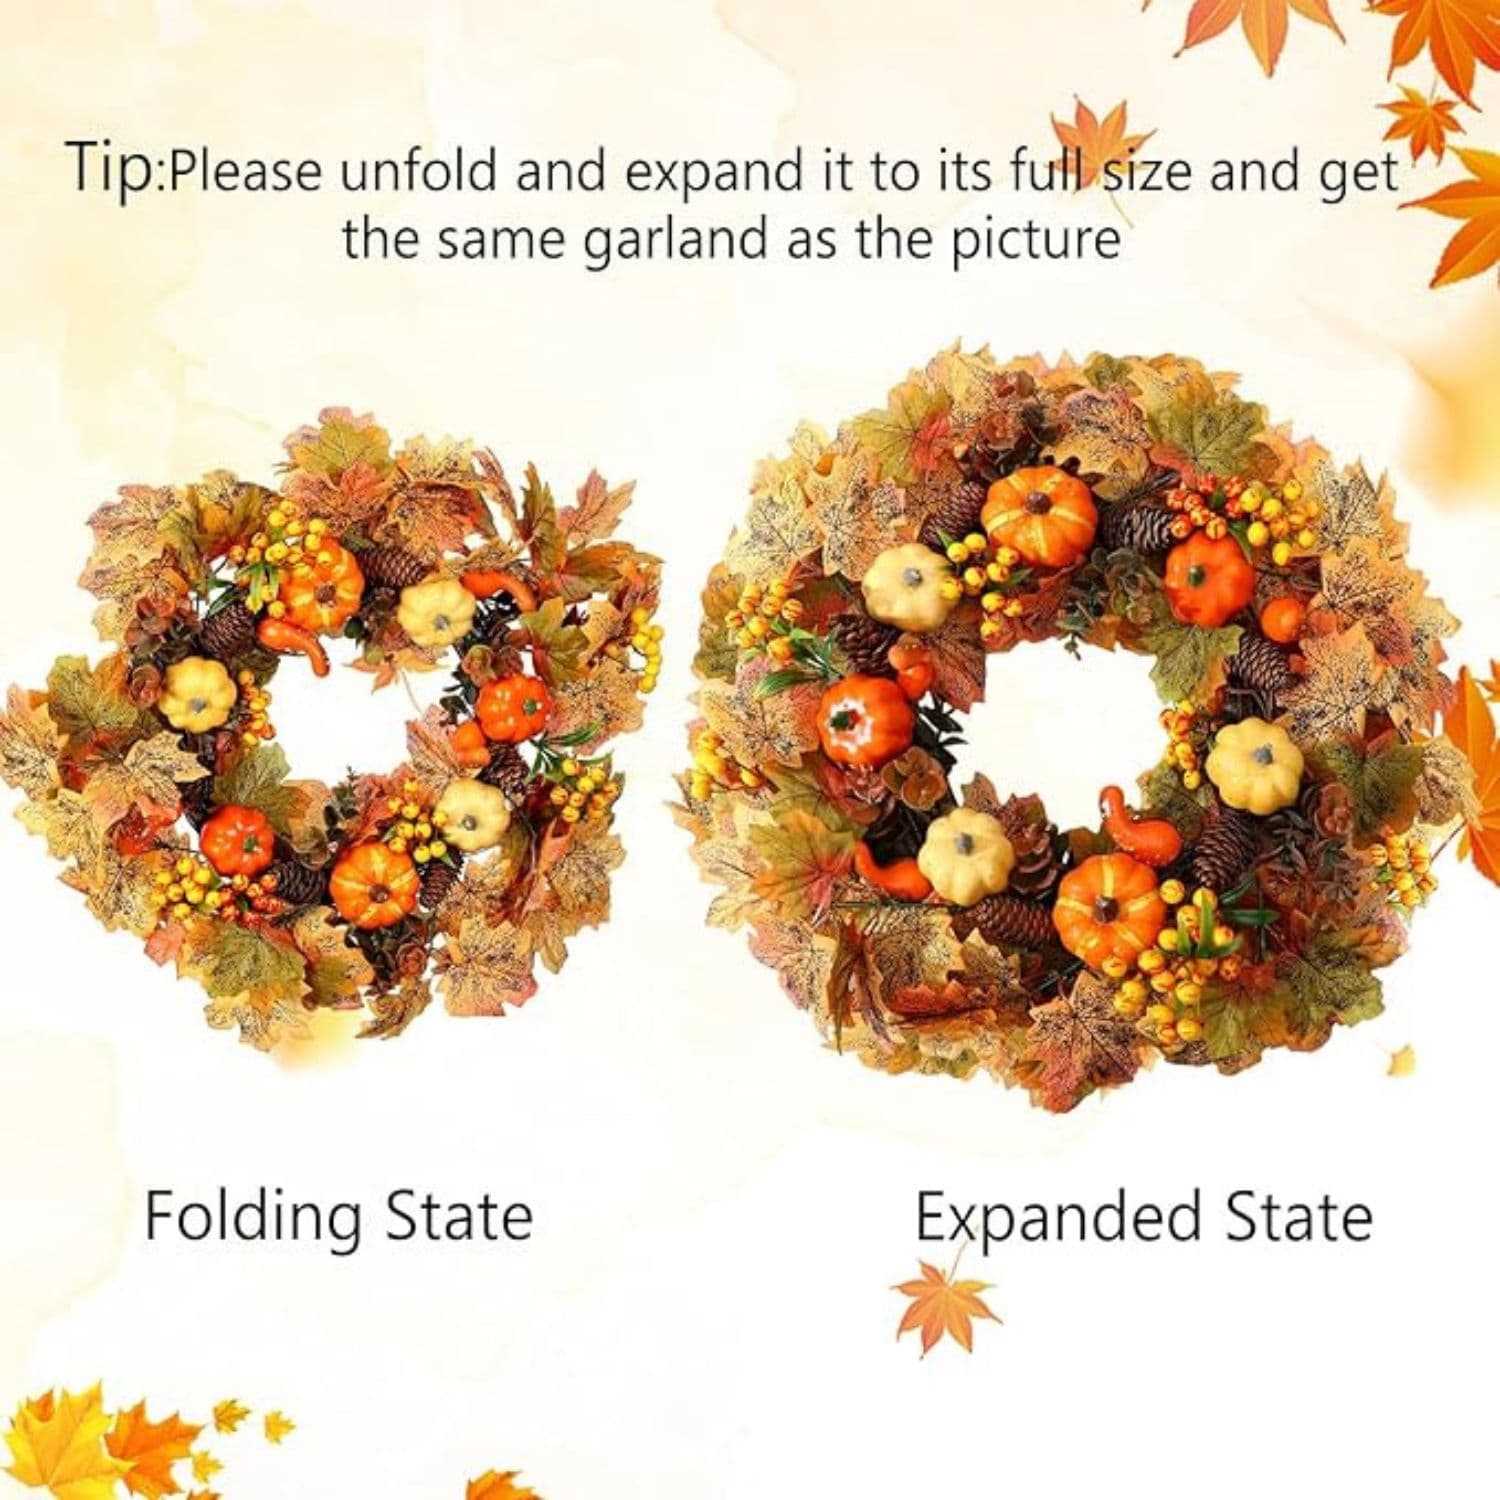 Tip:Please unfold and expand it to its full size and get
the same garland as the picture
Folding State
Expanded State